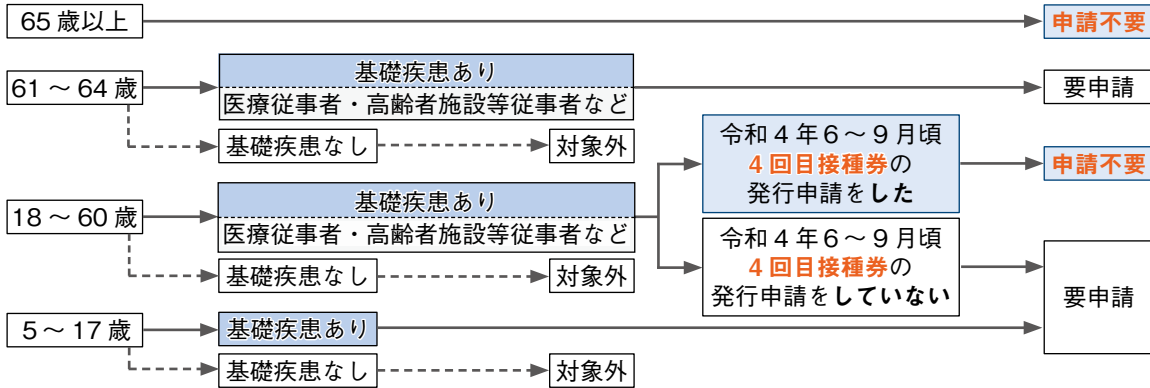 65歳以上
申請不要
61～64歳
基礎疾患あり
医療従事者・高齢者施設等従事者など
要申請
基礎疾患なし
対象外
18～60歳
基礎疾患あり
医療従事者・高齢者施設等従事者など
令和４年６～９月頃
４回目接種券の
発行申請をした
申請不要
令和４年６～９月頃
４回目接種券の
発行申請をしていない
要申請
基礎疾患なし
対象外
5～17歳
基礎疾患あり
基礎疾患なし
対象外